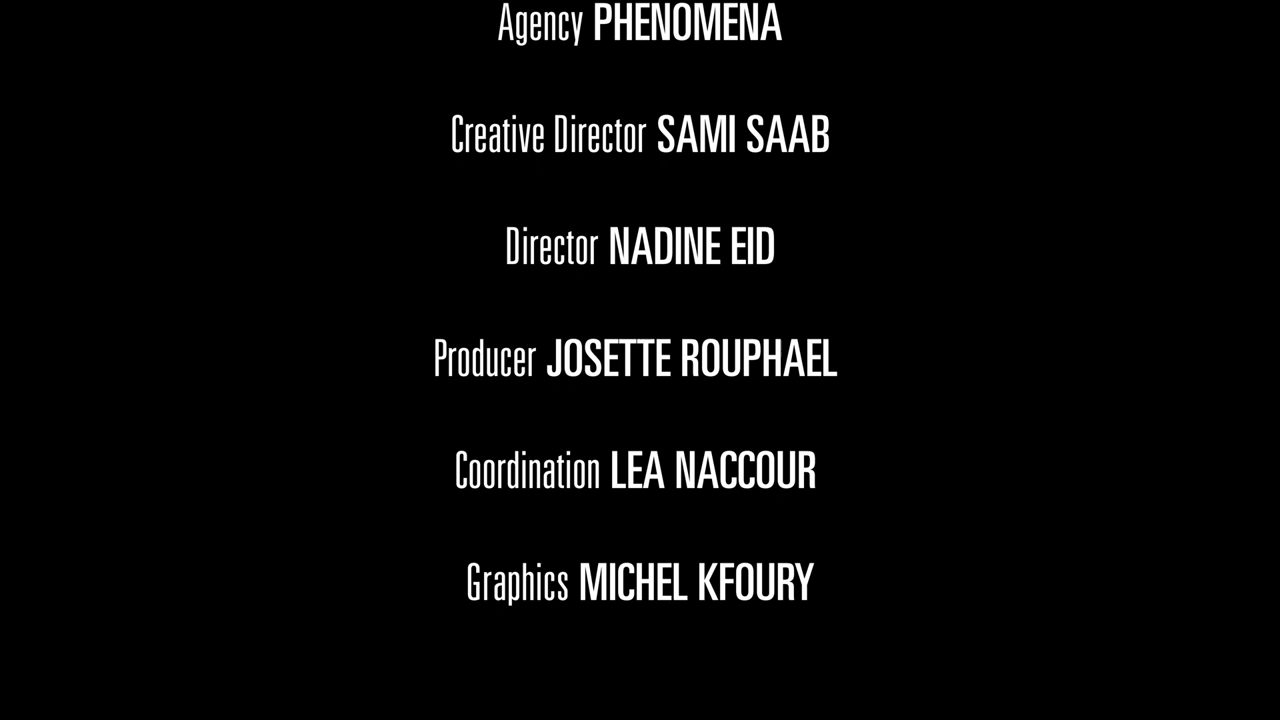 Agency PHENOMENA
Creative Director SAMI SAAB
Director NADINE EID
Producer JOSETTE ROUPHAEL
Coordination LEA NACCOUR
Graphics MICHEL KFOURY